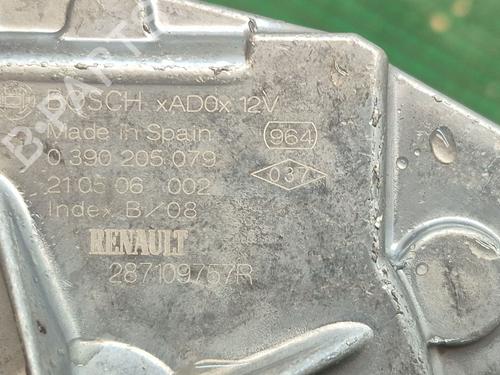 BOSCH xAD0x 12V
Made in Spain
964
0 390 205 079
037
21 05 06 002
Index B/08
RENAULT
287109757R
B-PARTS